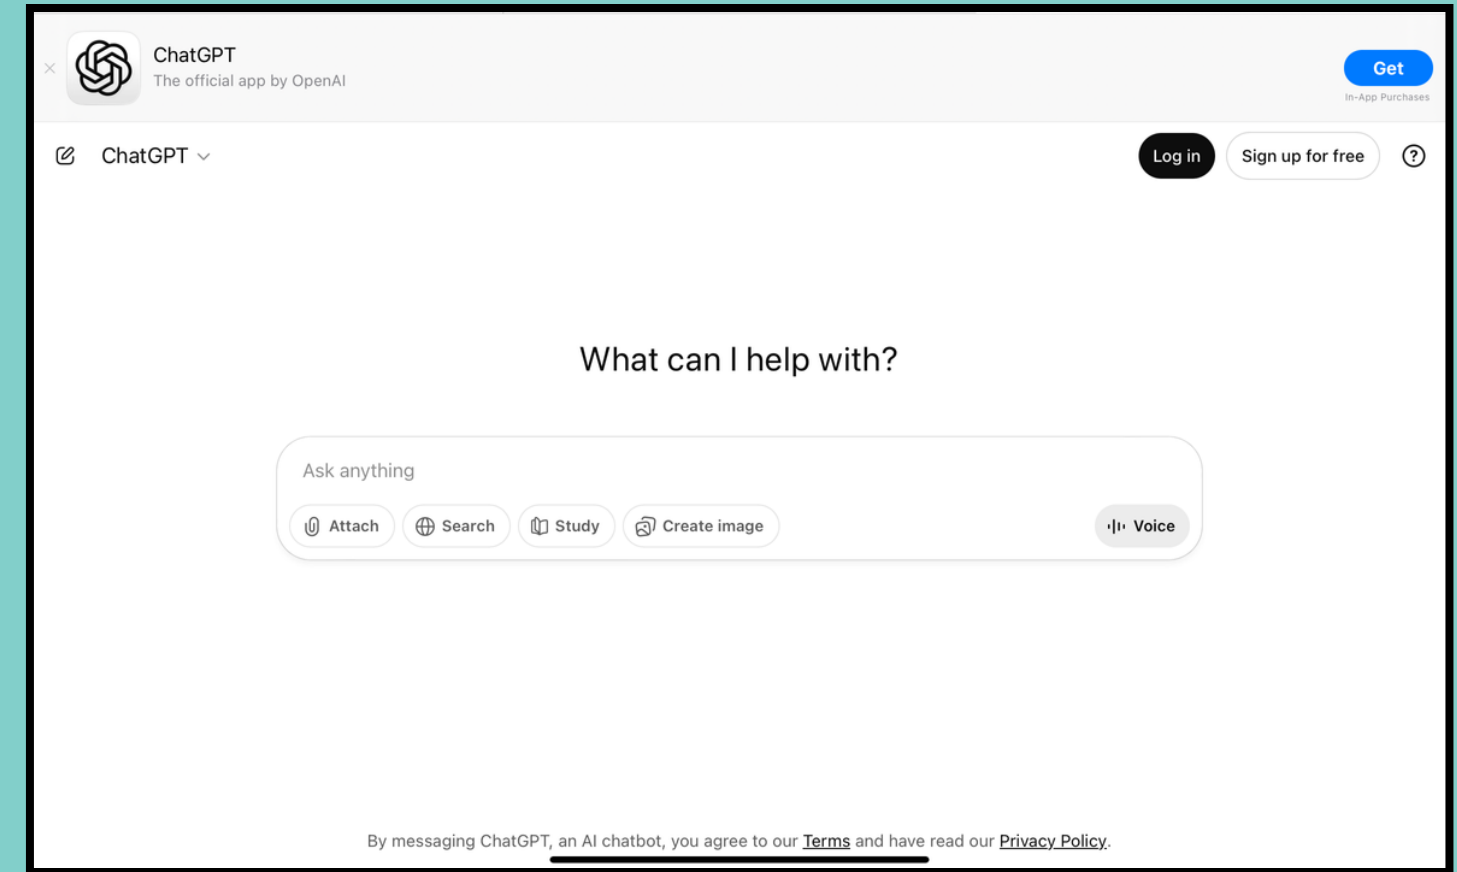 ChatGPT
The official app by OpenAI
Get
In-App Purchases
ChatGPT
Log in
Sign up for free
What can I help with?
Ask anything
Attach
Search
Study
Create image
Voice
By messaging ChatGPT, an AI chatbot, you agree to our Terms and have read our Privacy Policy.